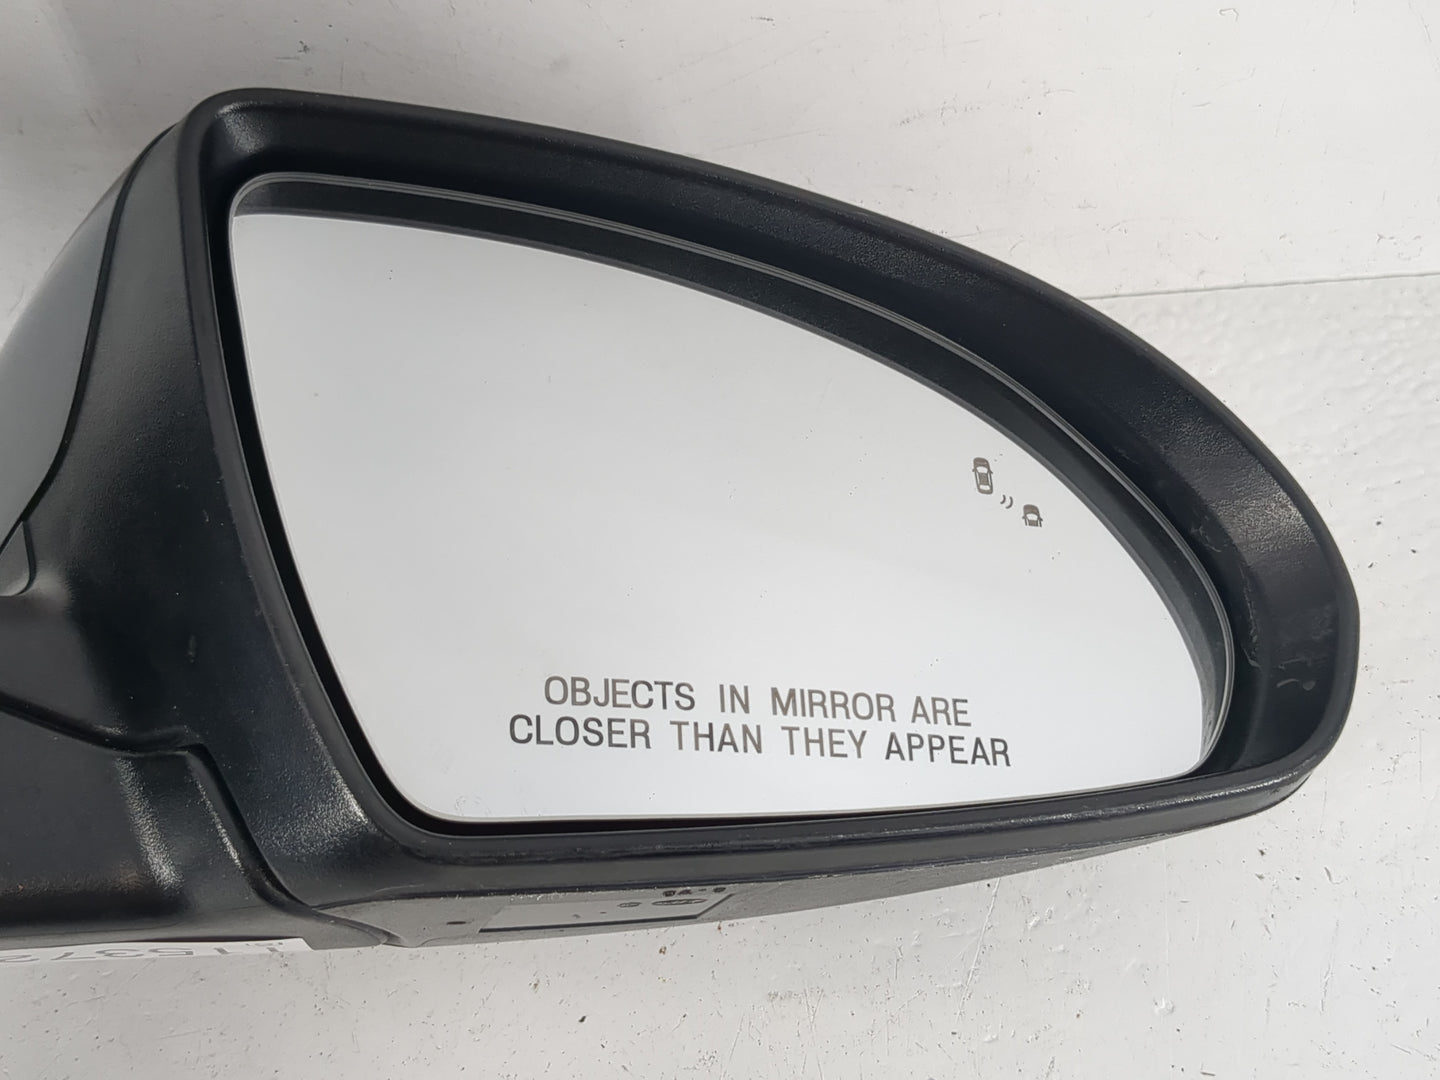 OBJECTS IN MIRROR ARE
CLOSER THAN THEY APPEAR